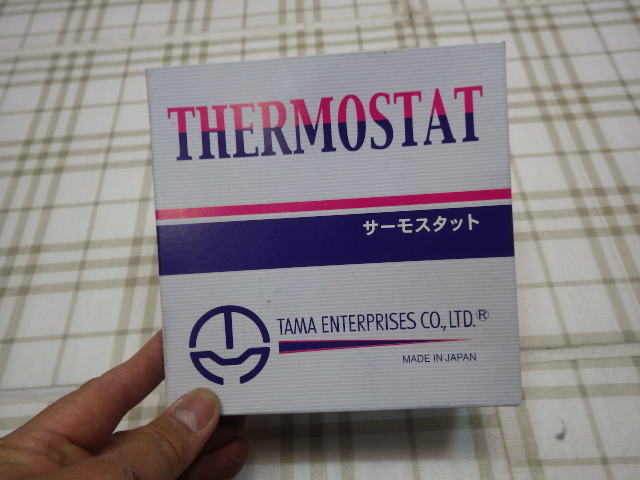 THERMOSTAT
サーモスタット
TAMA ENTERPRISES CO., LTD.®
MADE IN JAPAN